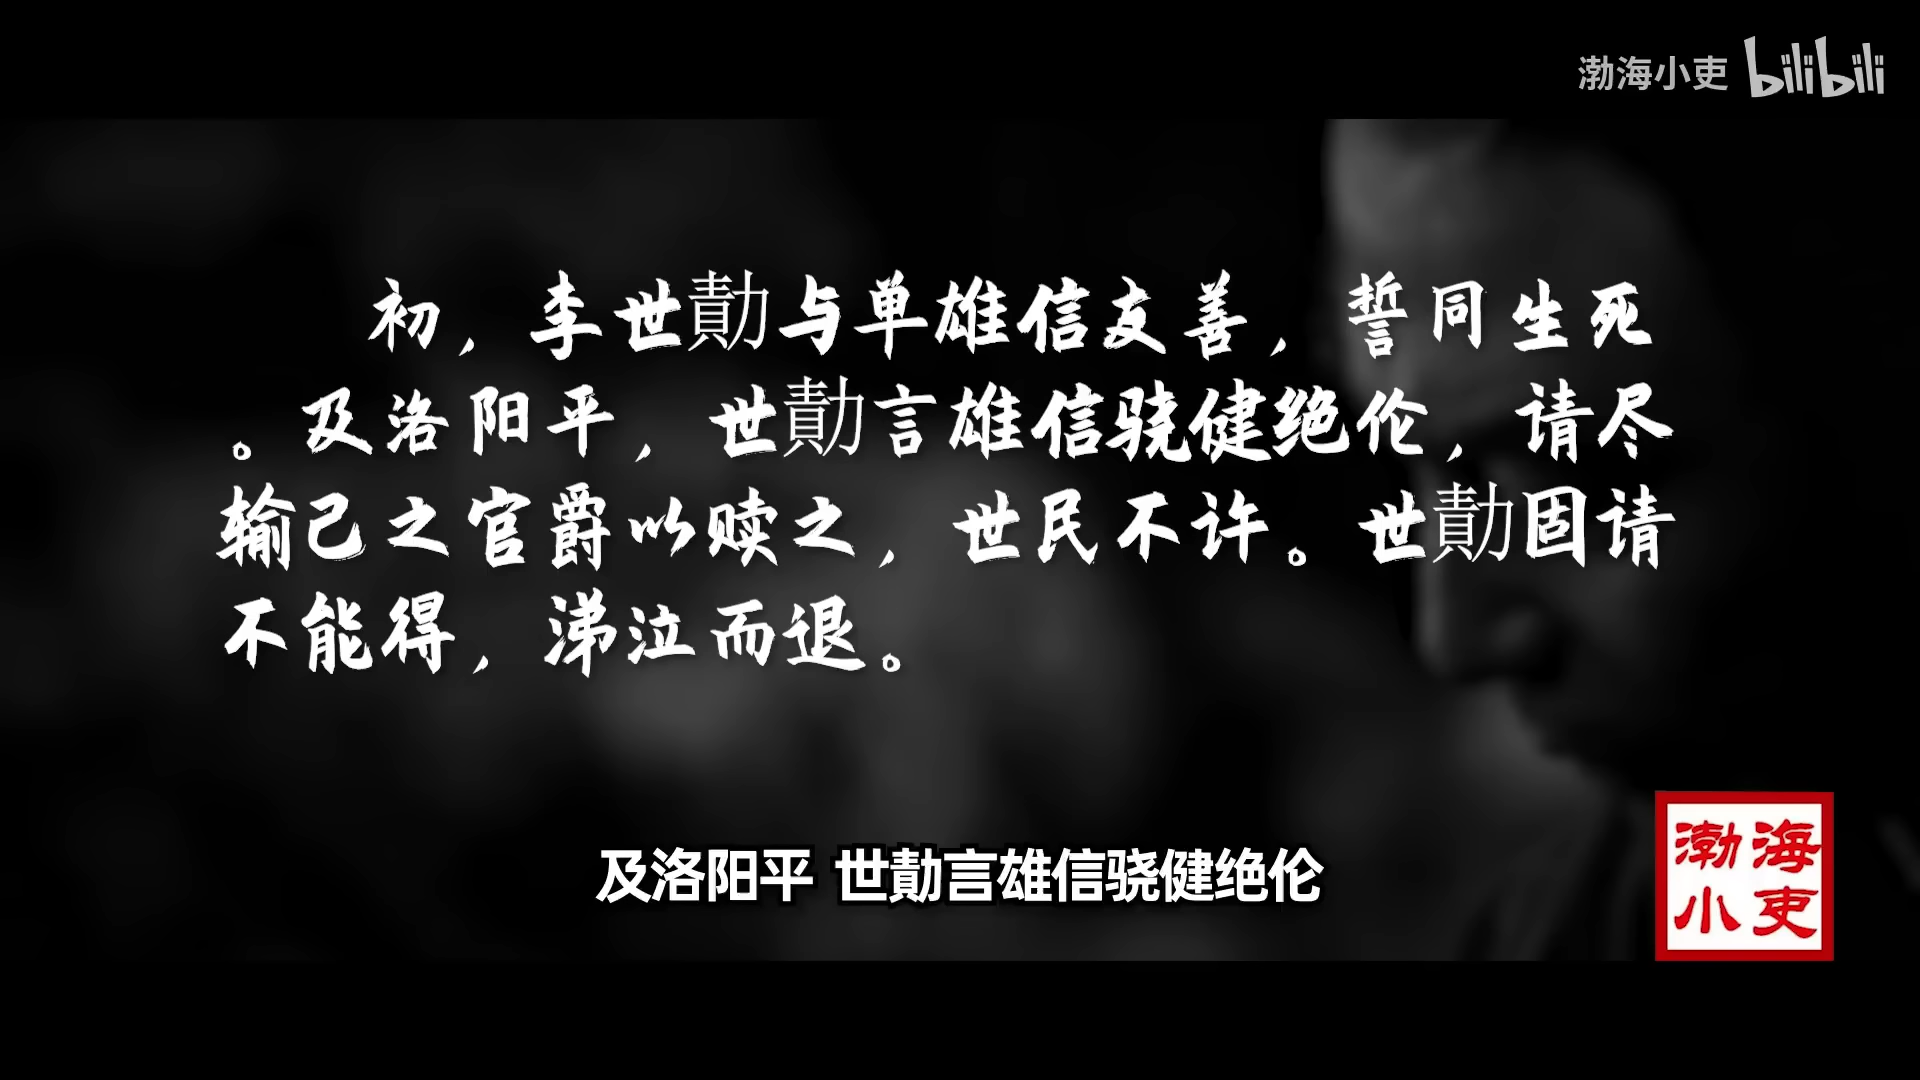 渤海小吏 bilibili
初，李世勣与单雄信友善，誓同生死
。及洛阳平，世勣言雄信骁健绝伦，请尽
输己之官爵以赎之，世民不许。世勣固请
不能得，涕泣而退。
及洛阳平 世勣言雄信骁健绝伦
渤海
小吏